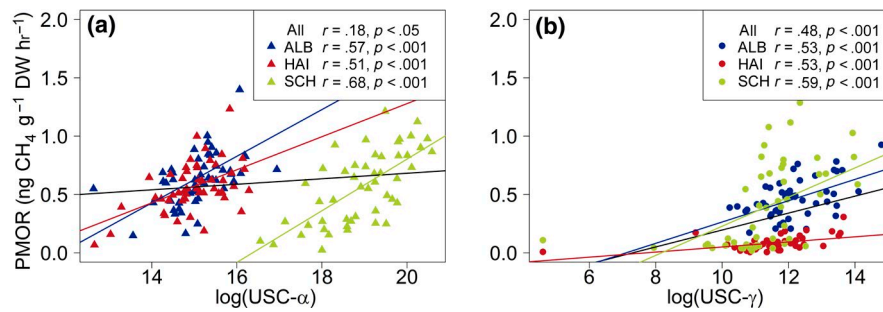 (a)
All r = .18, p < .05
ALB r = .57, p < .001
HAI r = .51, p < .001
SCH r = .68, p < .001
PMOR (ng CH₄ g⁻¹ DW hr⁻¹)
2.0
1.5
1.0
0.5
0.0
14 16 18 20
log(USC-α)
(b)
All r = .48, p < .001
ALB r = .53, p < .001
HAI r = .53, p < .001
SCH r = .59, p < .001
2.0
1.5
1.0
0.5
0.0
6 8 10 12 14
log(USC-γ)